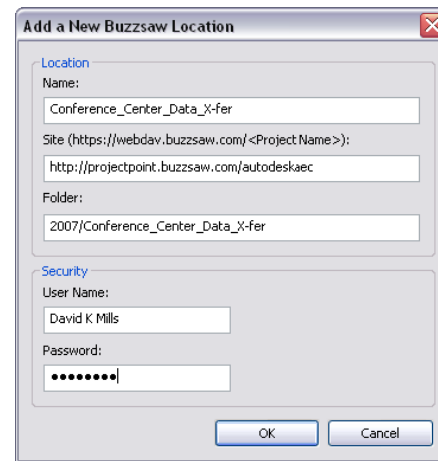 Add a New Buzzsaw Location
Location
Name:
Conference_Center_Data_X-fer
Site (https://webdav.buzzsaw.com/<Project Name>):
http://projectpoint.buzzsaw.com/autodeskaec
Folder:
2007/Conference_Center_Data_X-fer
Security
User Name:
David K Mills
Password:
●●●●●●●●
OK Cancel